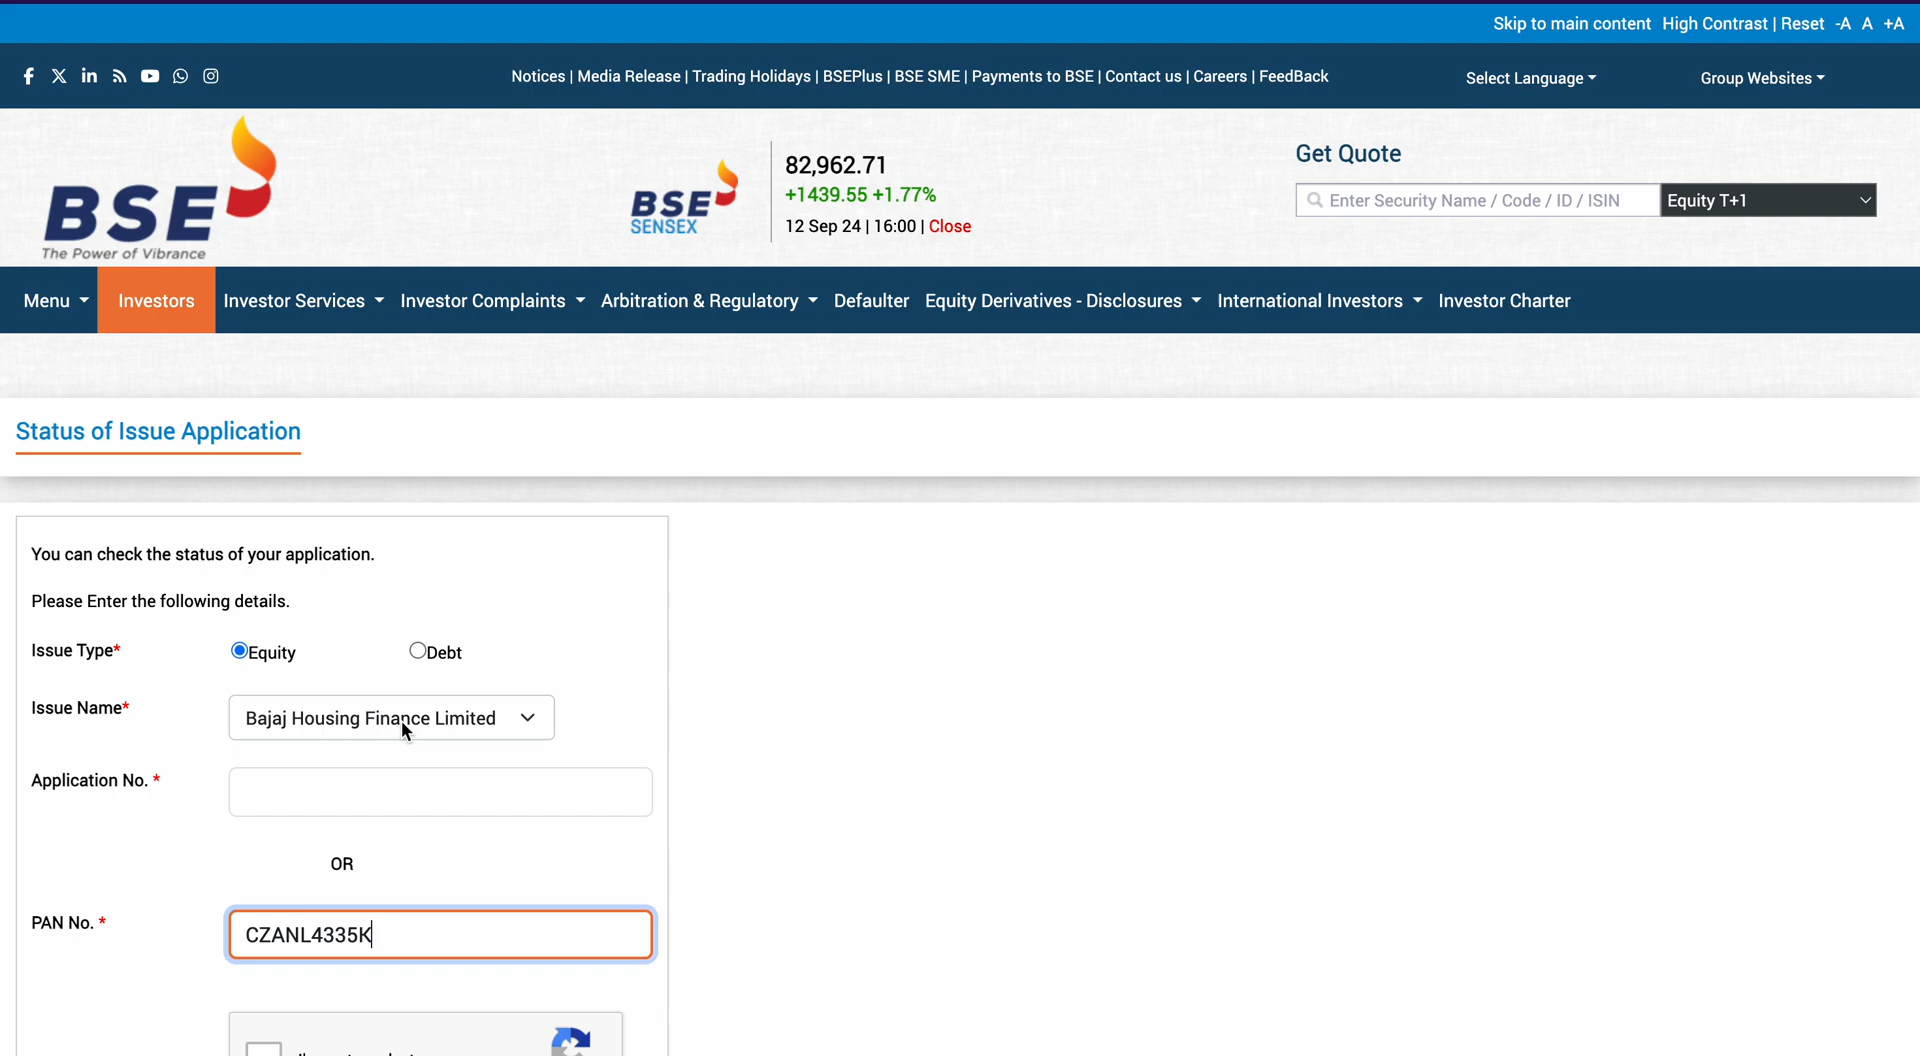 Skip to main content High Contrast | Reset -A A +A
Notices | Media Release | Trading Holidays | BSEPlus | BSE SME | Payments to BSE | Contact us | Careers | FeedBack
Select Language
Group Websites
BSE
The Power of Vibrance
BSE
SENSEX
82,962.71
+1439.55 +1.77%
12 Sep 24 | 16:00 | Close
Get Quote
Enter Security Name / Code / ID / ISIN
Equity T+1
Menu Investors Investor Services Investor Complaints Arbitration & Regulatory Defaulter Equity Derivatives - Disclosures International Investors Investor Charter
Status of Issue Application
You can check the status of your application.
Please Enter the following details.
Issue Type* Equity Debt
Issue Name* Bajaj Housing Finance Limited
Application No. *
OR
PAN No. * CZANL4335K